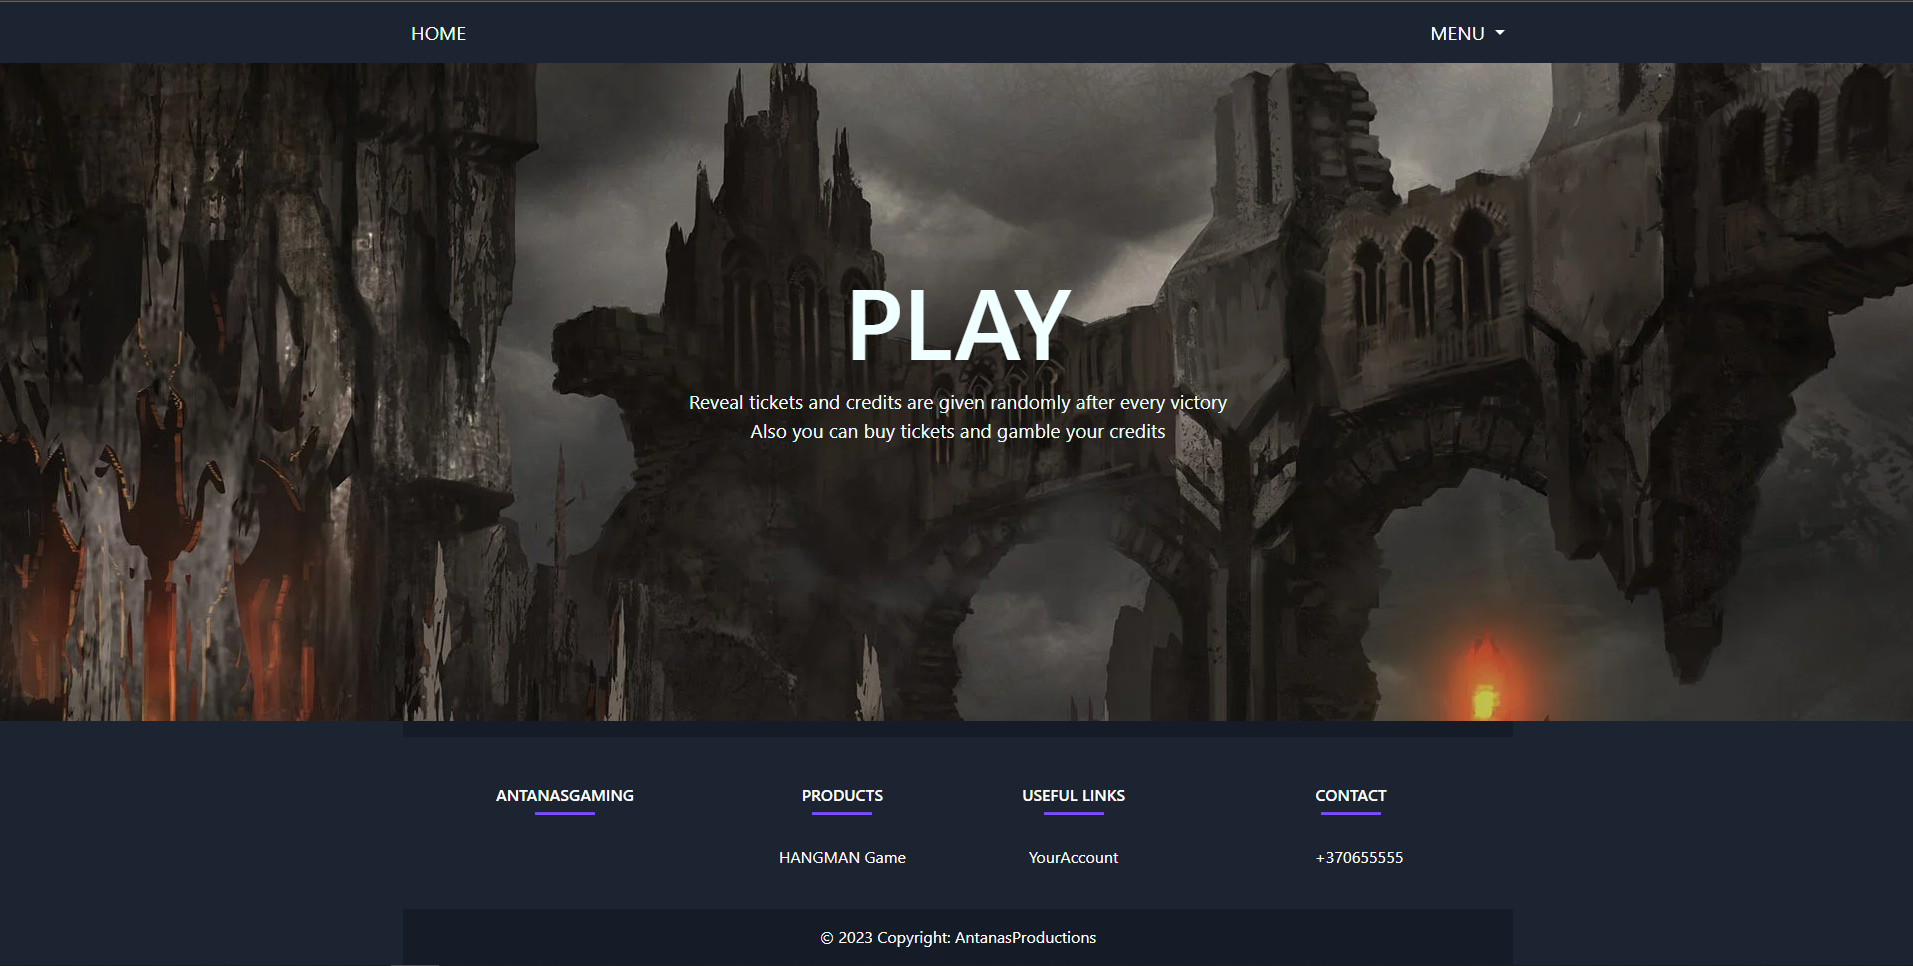 HOME
MENU
PLAY
Reveal tickets and credits are given randomly after every victory
Also you can buy tickets and gamble your credits
ANTANASGAMING
PRODUCTS
HANGMAN Game
USEFUL LINKS
YourAccount
CONTACT
+370655555
© 2023 Copyright: AntanasProductions